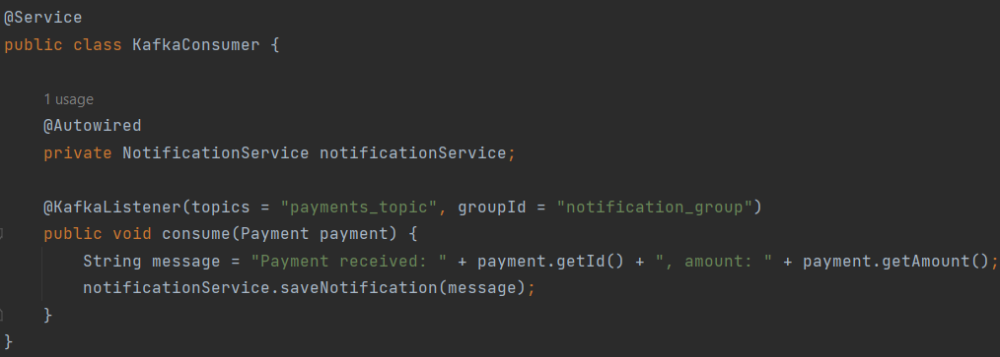 @Service
public class KafkaConsumer {
1 usage
@Autowired
private NotificationService notificationService;
@KafkaListener(topics = "payments_topic", groupId = "notification_group")
public void consume(Payment payment) {
String message = "Payment received: " + payment.getId() + ", amount: " + payment.getAmount();
notificationService.saveNotification(message);
}
}